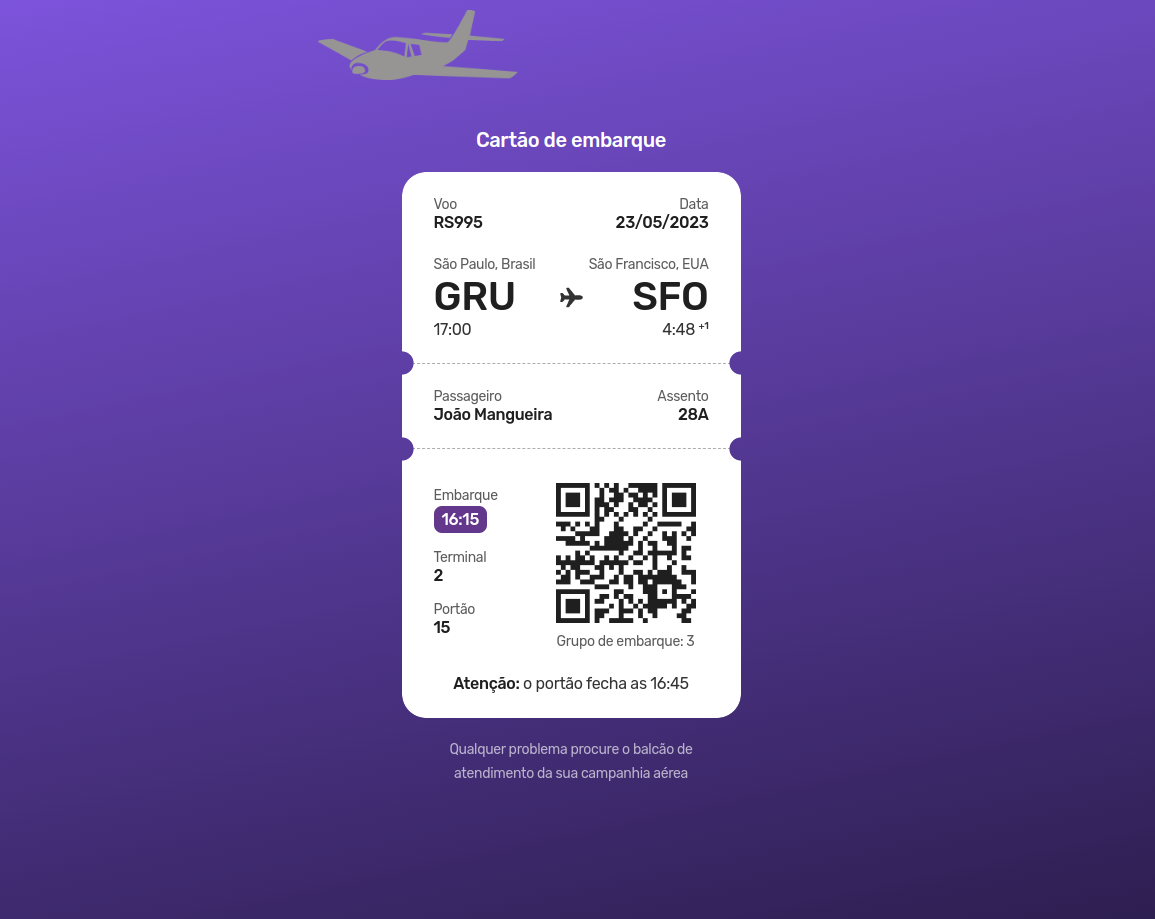 Cartão de embarque
Voo Data
RS995 23/05/2023
São Paulo, Brasil São Francisco, EUA
GRU SFO
17:00 4:48 +1
Passageiro Assento
João Mangueira 28A
Embarque
16:15
Terminal
2
Portão
15
Grupo de embarque: 3
Atenção: o portão fecha as 16:45
Qualquer problema procure o balcão de
atendimento da sua campanhia aérea